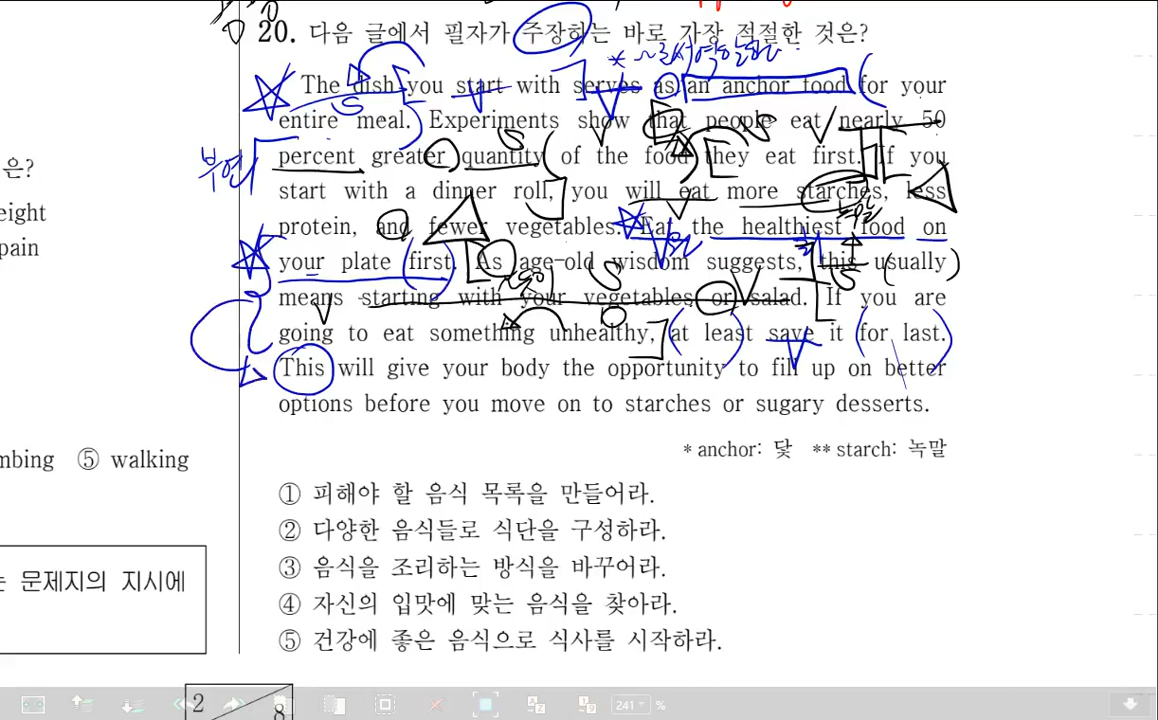 20. 다음 글에서 필자가 주장하는 바로 가장 적절한 것은?
* ~로서 역할을 한다
The dish you start with serves as an anchor food for your
entire meal. Experiments show that people eat nearly 50
percent greater quantity of the food they eat first. If you
start with a dinner roll, you will eat more starches, less
protein, and fewer vegetables. Eat the healthiest food on
your plate first. As age-old wisdom suggests, this usually
means starting with your vegetables or salad. If you are
going to eat something unhealthy, at least save it for last.
This will give your body the opportunity to fill up on better
options before you move on to starches or sugary desserts.
* anchor: 닻 ** starch: 녹말
① 피해야 할 음식 목록을 만들어라.
② 다양한 음식들로 식단을 구성하라.
③ 음식을 조리하는 방식을 바꾸어라.
④ 자신의 입맛에 맞는 음식을 찾아라.
⑤ 건강에 좋은 음식으로 식사를 시작하라.
부연
녹말
S
V
은?
eight
pain
mbing ⑤ walking
는 문제지의 지시에
2
8
241 %